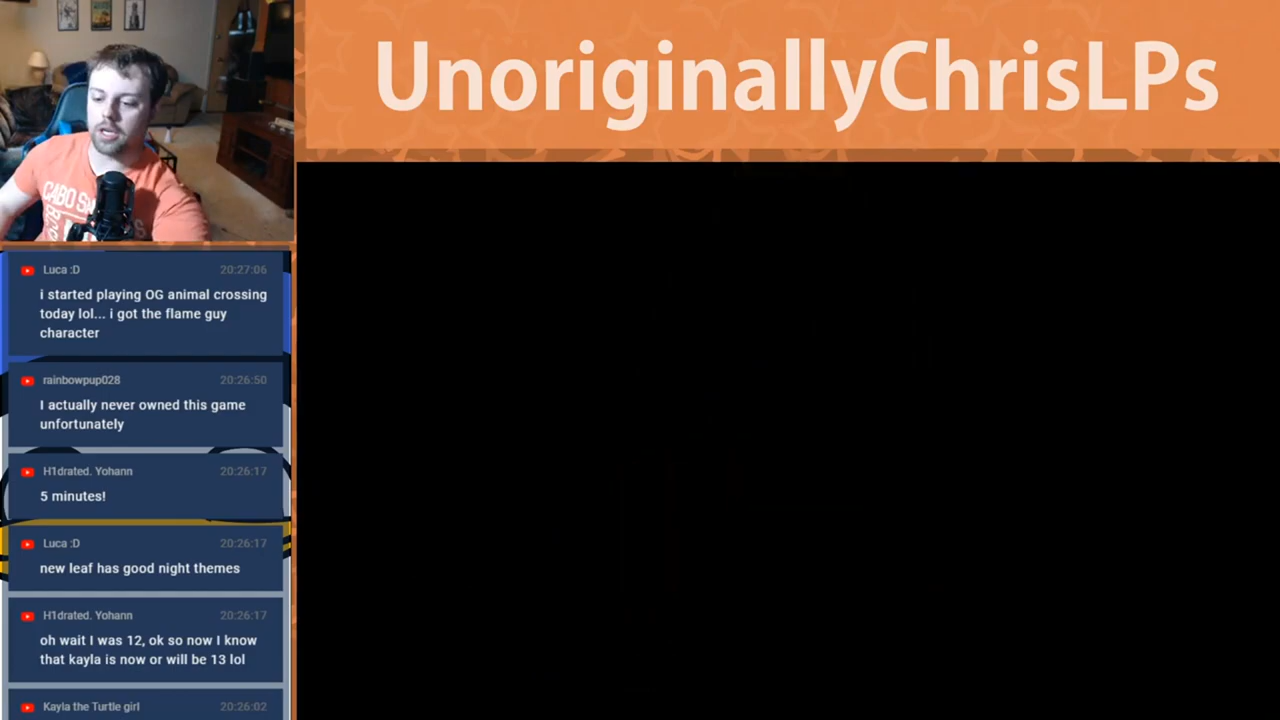 UnoriginallyChrisLPs
CABO SA
Luca :D 20:27:06
i started playing OG animal crossing
today lol... i got the flame guy
character
rainbowpup028 20:26:50
I actually never owned this game
unfortunately
H1drated. Yohann 20:26:17
5 minutes!
Luca :D 20:26:17
new leaf has good night themes
H1drated. Yohann 20:26:17
oh wait I was 12, ok so now I know
that kayla is now or will be 13 lol
Kayla the Turtle girl 20:26:02